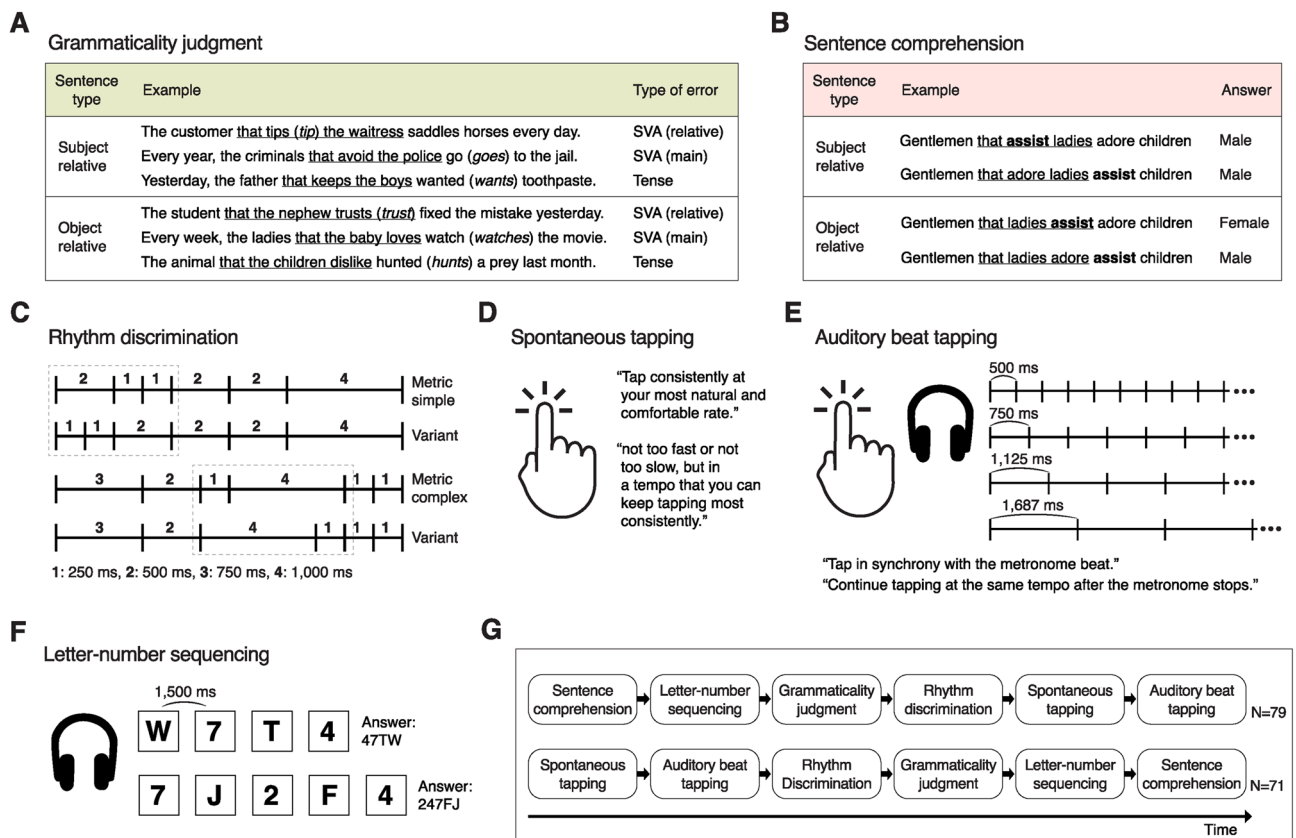 A
Grammaticality judgment
Sentence type Example Type of error
Subject relative
The customer that tips (tip) the waitress saddles horses every day. SVA (relative)
Every year, the criminals that avoid the police go (goes) to the jail. SVA (main)
Yesterday, the father that keeps the boys wanted (wants) toothpaste. Tense
Object relative
The student that the nephew trusts (trust) fixed the mistake yesterday. SVA (relative)
Every week, the ladies that the baby loves watch (watches) the movie. SVA (main)
The animal that the children dislike hunted (hunts) a prey last month. Tense
B
Sentence comprehension
Sentence type Example Answer
Subject relative
Gentlemen that assist ladies adore children Male
Gentlemen that adore ladies assist children Male
Object relative
Gentlemen that ladies assist adore children Female
Gentlemen that ladies adore assist children Male
C
Rhythm discrimination
2 1 1 2 2 4 Metric simple
1 1 2 2 2 4 Variant
3 2 1 4 1 1 Metric complex
3 2 4 1 1 1 Variant
1: 250 ms, 2: 500 ms, 3: 750 ms, 4: 1,000 ms
D
Spontaneous tapping
“Tap consistently at
your most natural and
comfortable rate.”
“not too fast or not
too slow, but in
a tempo that you can
keep tapping most
consistently.”
E
Auditory beat tapping
500 ms
750 ms
1,125 ms
1,687 ms
“Tap in synchrony with the metronome beat.”
“Continue tapping at the same tempo after the metronome stops.”
F
Letter-number sequencing
1,500 ms
W 7 T 4 Answer: 47TW
7 J 2 F 4 Answer: 247FJ
G
Sentence comprehension Letter-number sequencing Grammaticality judgment Rhythm discrimination Spontaneous tapping Auditory beat tapping N=79
Spontaneous tapping Auditory beat tapping Rhythm Discrimination Grammaticality judgment Letter-number sequencing Sentence comprehension N=71
Time